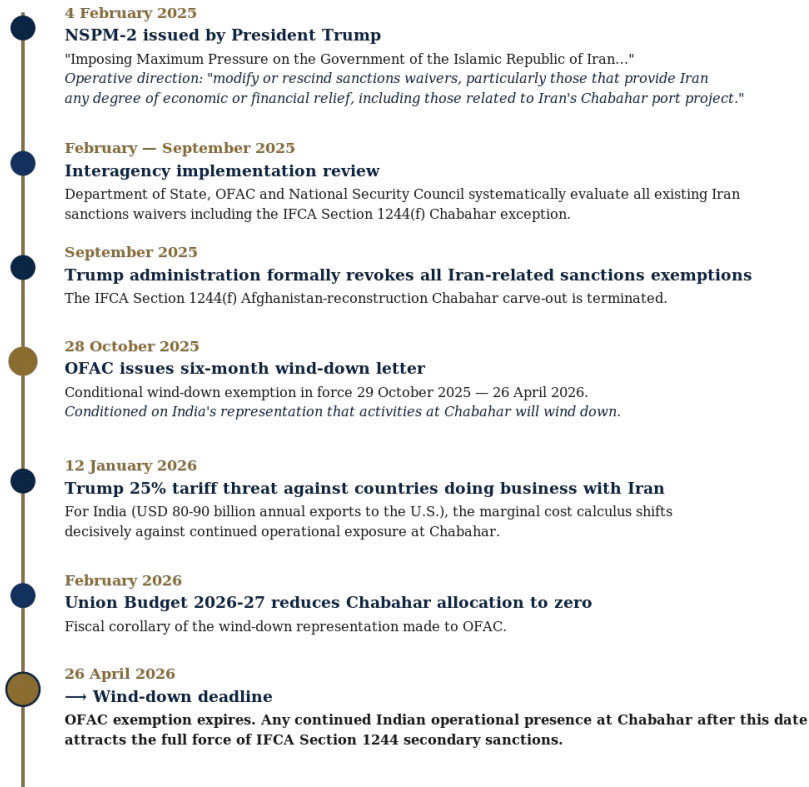 4 February 2025
NSPM-2 issued by President Trump
"Imposing Maximum Pressure on the Government of the Islamic Republic of Iran…"
Operative direction: "modify or rescind sanctions waivers, particularly those that provide Iran
any degree of economic or financial relief, including those related to Iran's Chabahar port project."
February — September 2025
Interagency implementation review
Department of State, OFAC and National Security Council systematically evaluate all existing Iran
sanctions waivers including the IFCA Section 1244(f) Chabahar exception.
September 2025
Trump administration formally revokes all Iran-related sanctions exemptions
The IFCA Section 1244(f) Afghanistan-reconstruction Chabahar carve-out is terminated.
28 October 2025
OFAC issues six-month wind-down letter
Conditional wind-down exemption in force 29 October 2025 — 26 April 2026.
Conditioned on India's representation that activities at Chabahar will wind down.
12 January 2026
Trump 25% tariff threat against countries doing business with Iran
For India (USD 80-90 billion annual exports to the U.S.), the marginal cost calculus shifts
decisively against continued operational exposure at Chabahar.
February 2026
Union Budget 2026-27 reduces Chabahar allocation to zero
Fiscal corollary of the wind-down representation made to OFAC.
26 April 2026
⟶ Wind-down deadline
OFAC exemption expires. Any continued Indian operational presence at Chabahar after this date
attracts the full force of IFCA Section 1244 secondary sanctions.